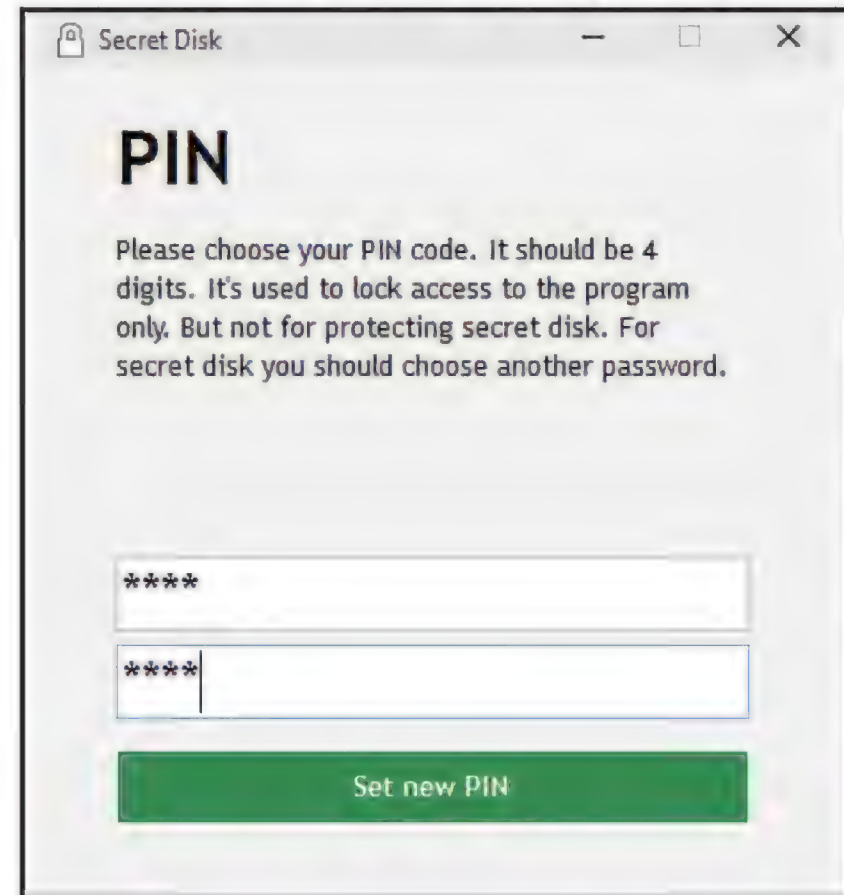 Secret Disk
PIN
Please choose your PIN code. It should be 4
digits. It's used to lock access to the program
only. But not for protecting secret disk. For
secret disk you should choose another password.
****
****
Set new PIN